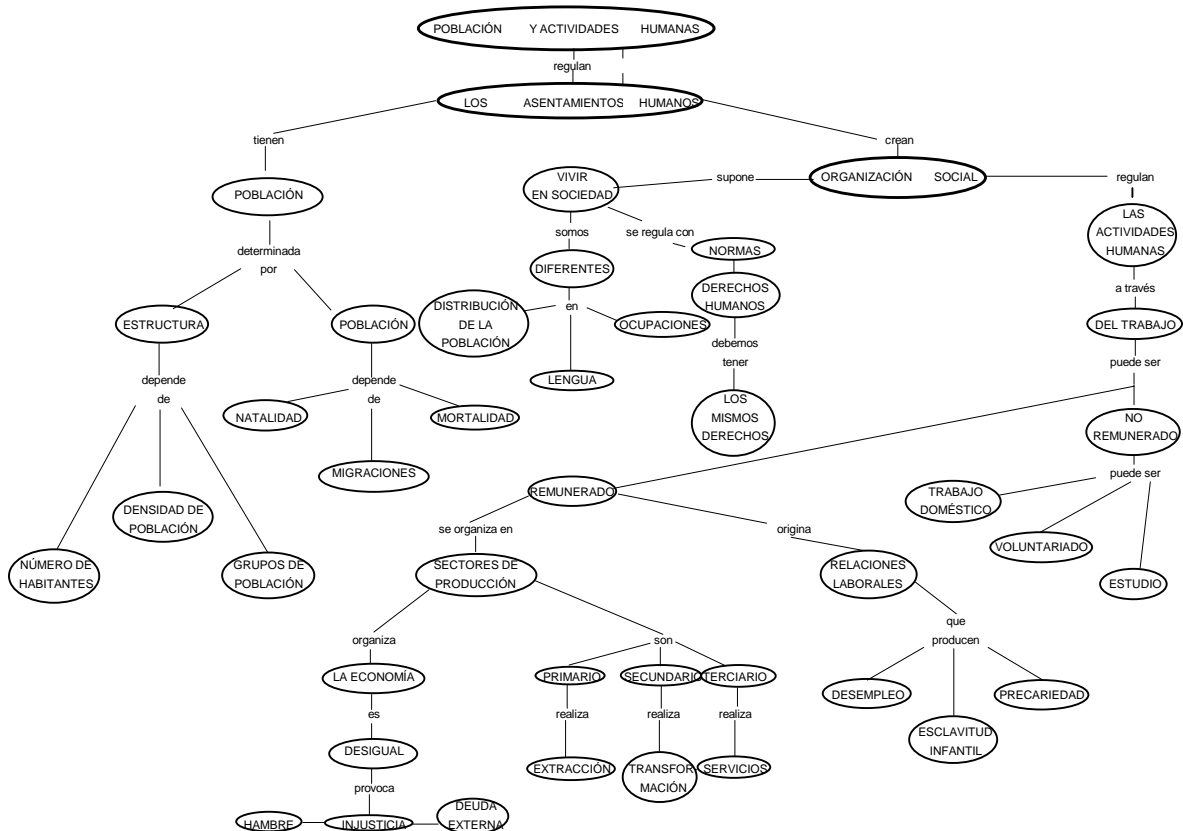 POBLACIÓN Y ACTIVIDADES HUMANAS
regulan
LOS ASENTAMIENTOS HUMANOS
tienen
crean
POBLACIÓN
VIVIR
EN SOCIEDAD
supone
ORGANIZACIÓN SOCIAL
regulan
LAS
ACTIVIDADES
HUMANAS
determinada
por
somos
se regula con
DIFERENTES
NORMAS
DERECHOS
HUMANOS
a través
DEL TRABAJO
ESTRUCTURA
POBLACIÓN
DISTRIBUCIÓN
DE LA
POBLACIÓN
en
OCUPACIONES
LENGUA
debemos
tener
LOS
MISMOS
DERECHOS
puede ser
NO
REMUNERADO
depende
de
depende
de
NATALIDAD
MORTALIDAD
MIGRACIONES
DENSIDAD DE
POBLACIÓN
NÚMERO DE
HABITANTES
GRUPOS DE
POBLACIÓN
REMUNERADO
puede ser
TRABAJO
DOMÉSTICO
VOLUNTARIADO
ESTUDIO
se organiza en
origina
SECTORES DE
PRODUCCIÓN
RELACIONES
LABORALES
organiza
son
que
producen
LA ECONOMÍA
PRIMARIO
SECUNDARIO
TERCIARIO
DESEMPLEO
PRECARIEDAD
ESCLAVITUD
INFANTIL
es
realiza
realiza
realiza
DESIGUAL
EXTRACCIÓN
TRANSFOR
MACIÓN
SERVICIOS
provoca
HAMBRE
INJUSTICIA
DEUDA
EXTERNA